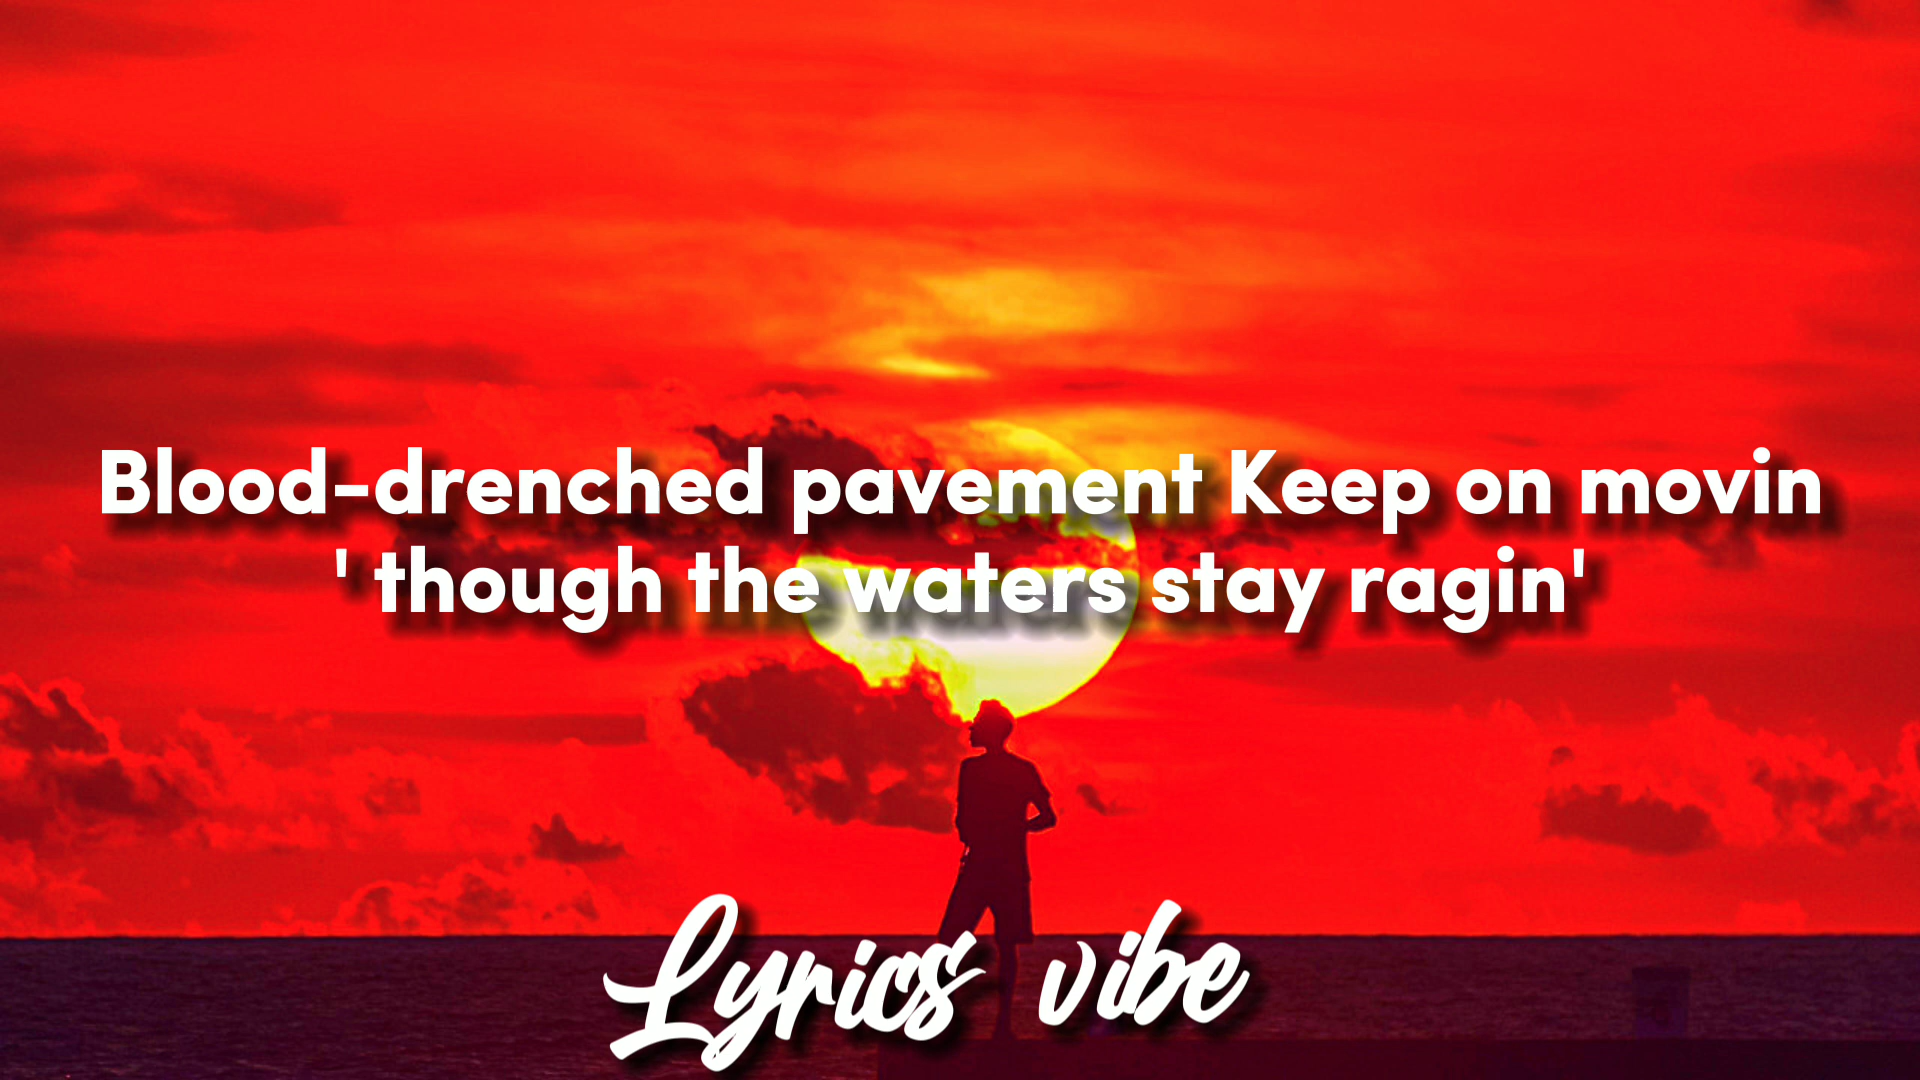 Blood-drenched pavement Keep on movin
' though the waters stay ragin'
Lyrics vibe